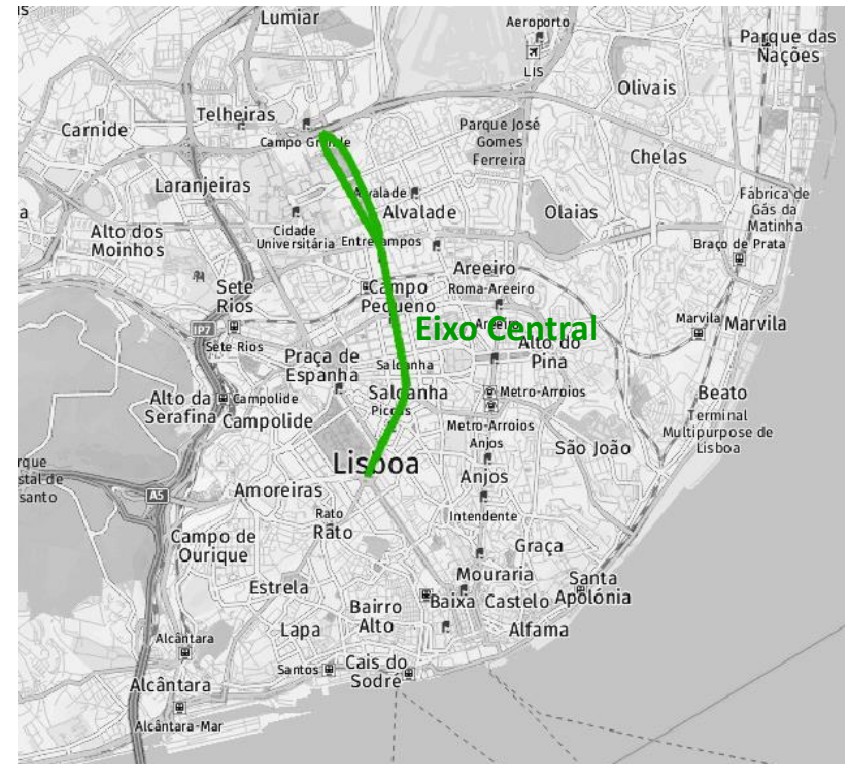 Lumiar
Aeroporto
LIS
Parque das
Nações
Olivais
Telheiras
Carnide
Campo Grande
Parque José
Gomes
Ferreira
Chelas
Laranjeiras
Alvalade
Alvalade
Olaias
Fábrica de
Gás da
Matinha
Alto dos
Moinhos
Cidade
Universitária
Entrecampos
Braço de Prata
Areeiro
Roma-Areeiro
Sete
Rios
Campo
Pequeno
IP7
Sete Rios
Eixo Central
Areeiro
Alto do
Pina
Marvila
Marvila
Praça de
Espanha
Saldanha
Saldanha
Picoas
Alto da
Serafina
Campolide
Campolide
Metro-Arroios
Metro-Arroios
Anjos
Beato
Terminal
Multipurpose de
Lisboa
São João
Lisboa
Anjos
A5
Amoreiras
Rato
Rato
Intendente
Campo de
Ourique
Graça
Estrela
Mouraria
Santa
Apolónia
Bairro
Alto
Baixa
Castelo
Lapa
Alfama
Alcântara
Santos
Cais do
Sodré
Alcântara
Alcântara-Mar